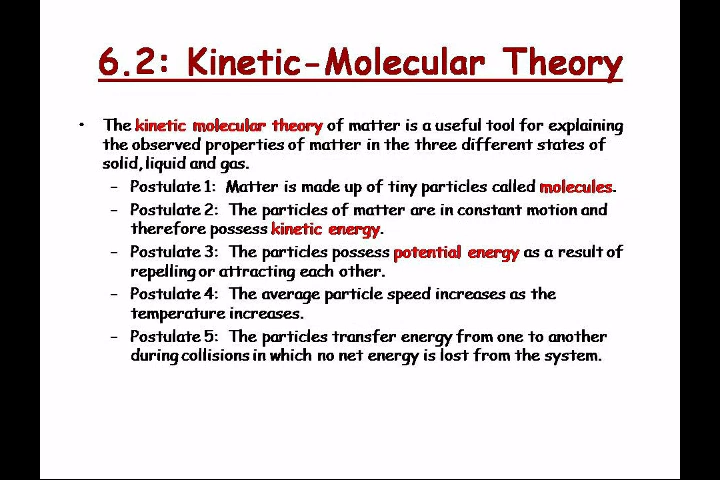 6.2: Kinetic-Molecular Theory
• The kinetic molecular theory of matter is a useful tool for explaining
the observed properties of matter in the three different states of
solid, liquid and gas.
– Postulate 1: Matter is made up of tiny particles called molecules.
– Postulate 2: The particles of matter are in constant motion and
therefore possess kinetic energy.
– Postulate 3: The particles possess potential energy as a result of
repelling or attracting each other.
– Postulate 4: The average particle speed increases as the
temperature increases.
– Postulate 5: The particles transfer energy from one to another
during collisions in which no net energy is lost from the system.